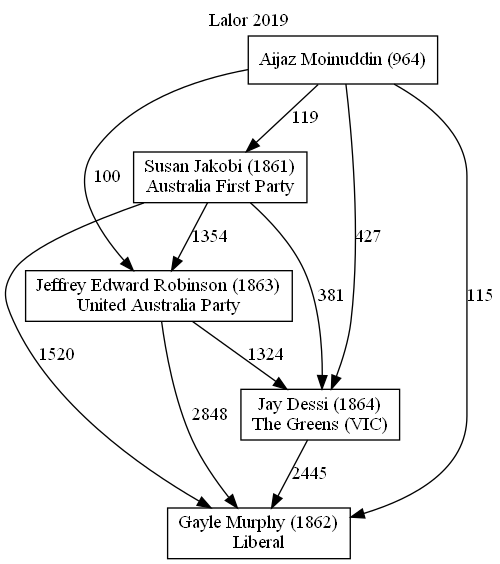 Lalor 2019
Aijaz Moinuddin (964)
119
Susan Jakobi (1861)
Australia First Party
100
1354
427
381
115
Jeffrey Edward Robinson (1863)
United Australia Party
1520
1324
2848
Jay Dessi (1864)
The Greens (VIC)
2445
Gayle Murphy (1862)
Liberal